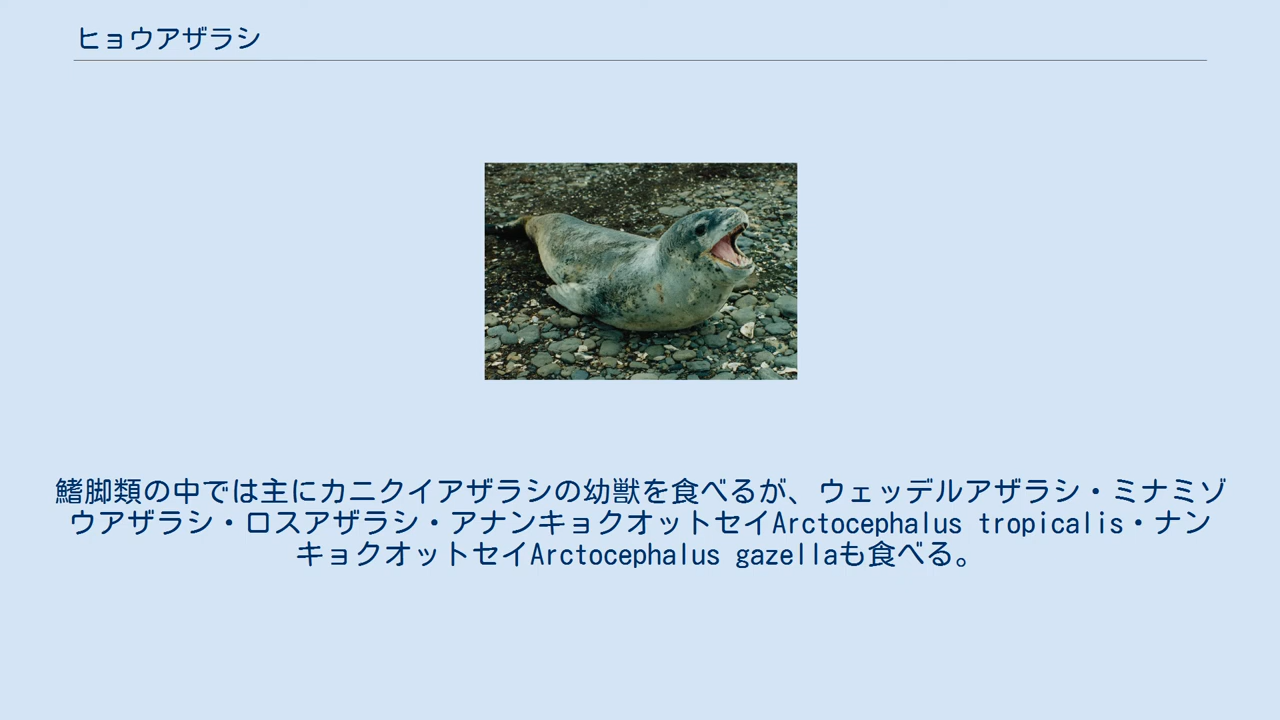 ヒョウアザラシ
鰭脚類の中では主にカニクイアザラシの幼獣を食べるが、ウェッデルアザラシ・ミナミゾ
ウアザラシ・ロスアザラシ・アナンキョクオットセイArctocephalus tropicalis・ナン
キョクオットセイArctocephalus gazellaも食べる。